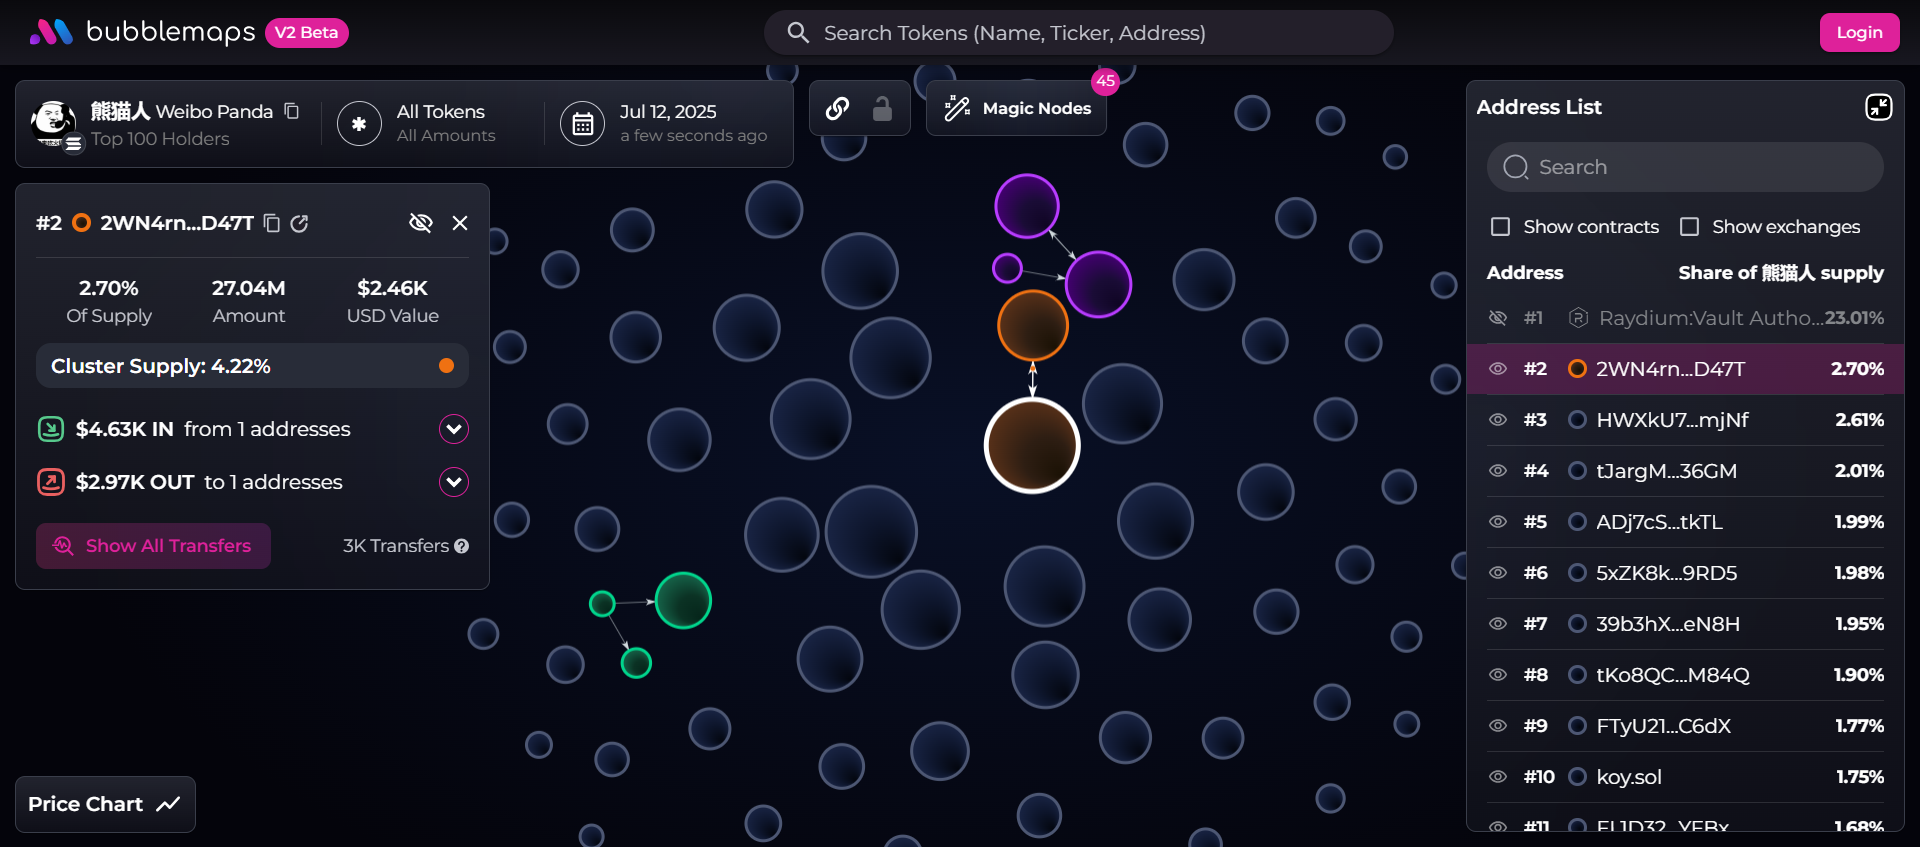 bubblemaps V2 Beta
Search Tokens (Name, Ticker, Address)
Login
熊猫人 Weibo Panda
Top 100 Holders
All Tokens
All Amounts
Jul 12, 2025
a few seconds ago
Magic Nodes
45
#2 2WN4rn...D47T
2.70% 27.04M $2.46K
Of Supply Amount USD Value
Cluster Supply: 4.22%
$4.63K IN from 1 addresses
$2.97K OUT to 1 addresses
Show All Transfers 3K Transfers
Price Chart
Address List
Search
Show contracts Show exchanges
Address Share of 熊猫人 supply
#1 Raydium:Vault Autho... 23.01%
#2 2WN4rn...D47T 2.70%
#3 HWXkU7...mjNf 2.61%
#4 tJargM...36GM 2.01%
#5 ADj7cS...tkTL 1.99%
#6 5xZK8k...9RD5 1.98%
#7 39b3hX...eN8H 1.95%
#8 tKo8QC...M84Q 1.90%
#9 FTyU21...C6dX 1.77%
#10 koy.sol 1.75%
#11 1.68%